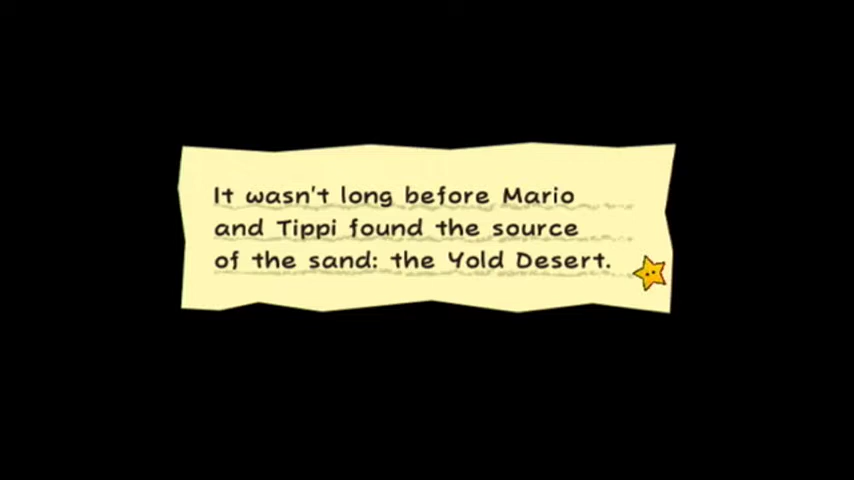 It wasn't long before Mario
and Tippi found the source
of the sand: the Yold Desert.